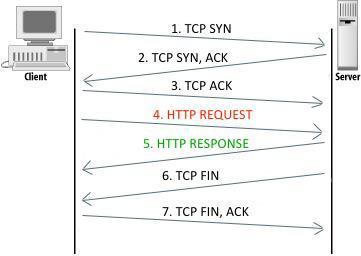 1. TCP SYN
2. TCP SYN, ACK
Client
Server
3. TCP ACK
4. HTTP REQUEST
5. HTTP RESPONSE
6. TCP FIN
7. TCP FIN, ACK